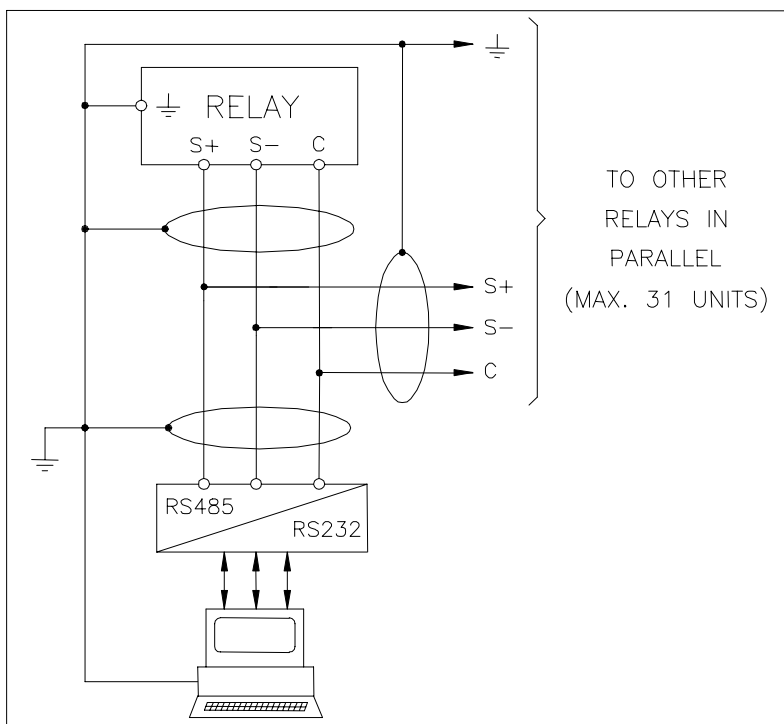 RELAY
S+ S- C
TO OTHER
RELAYS IN
PARALLEL
(MAX. 31 UNITS)
S+
S-
C
RS485
RS232